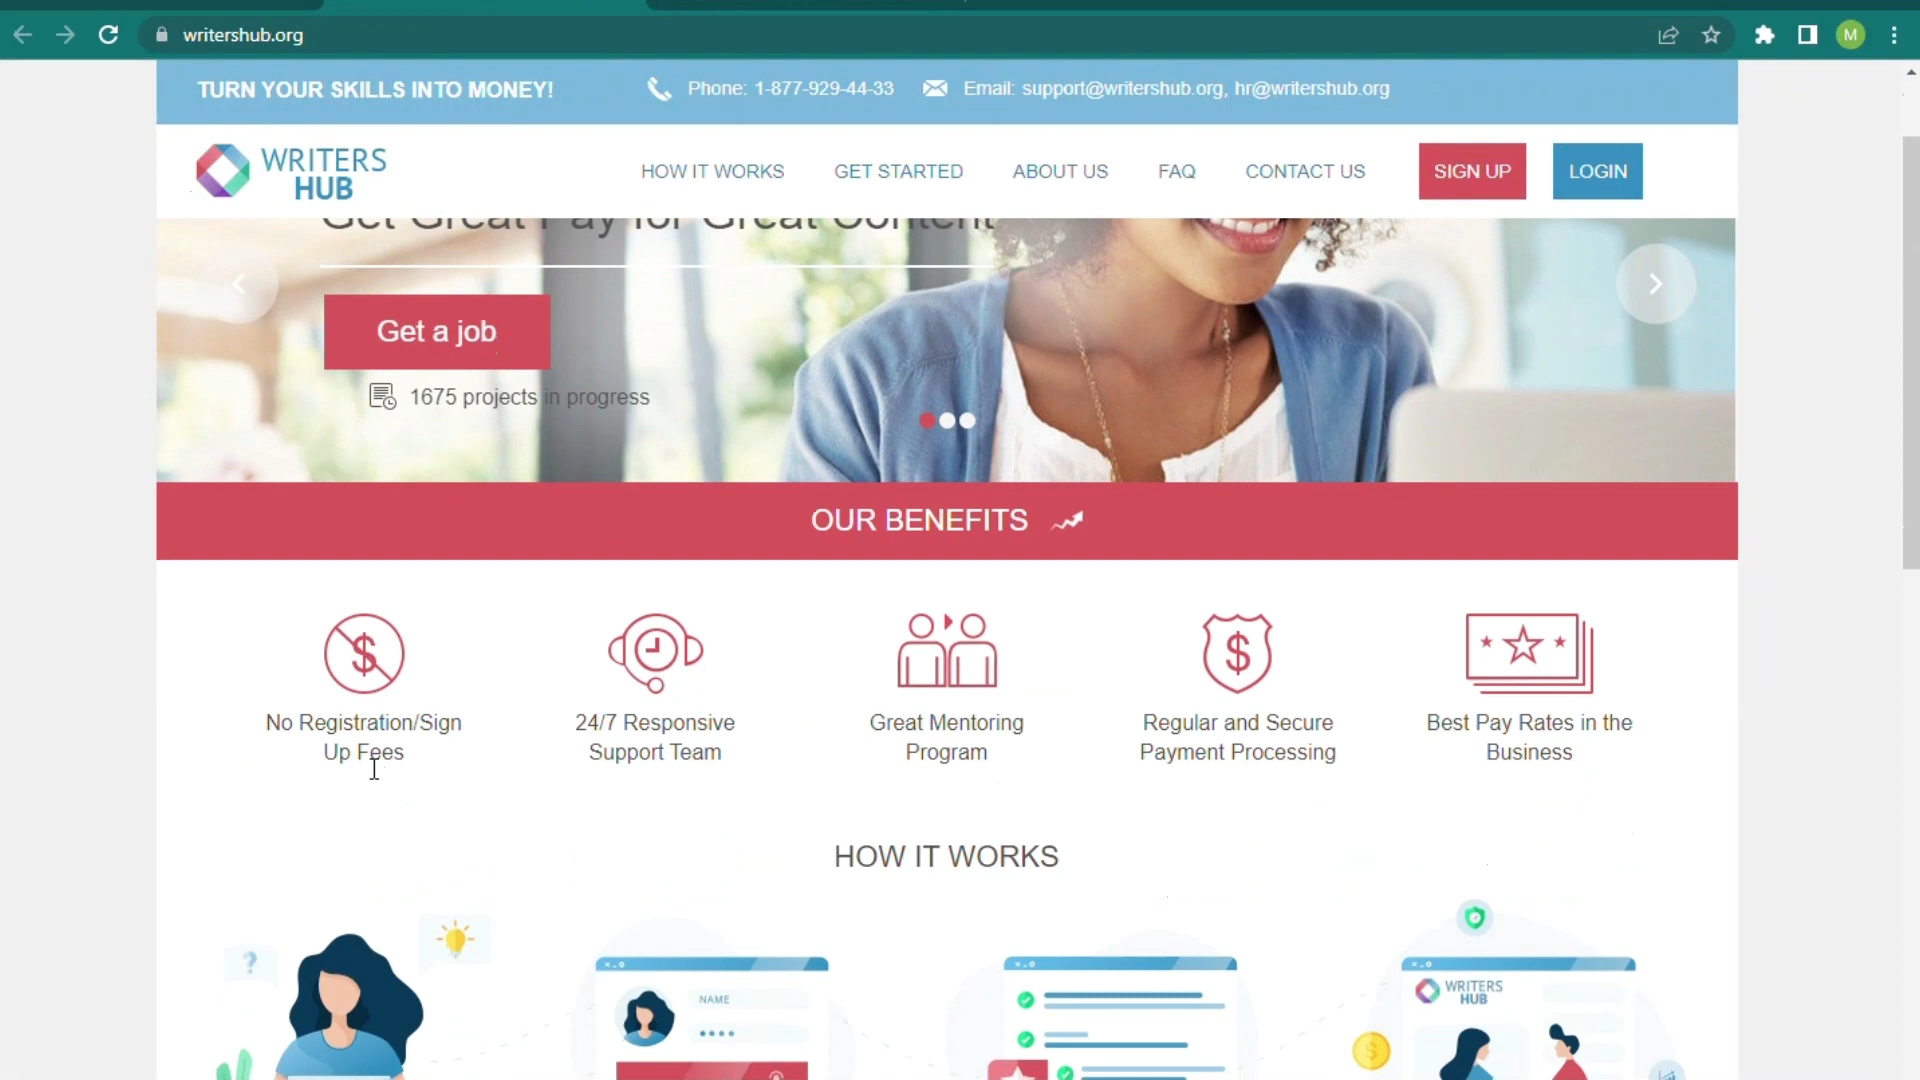 writershub.org
M
TURN YOUR SKILLS INTO MONEY!
Phone: 1-877-929-44-33
Email: support@writershub.org, hr@writershub.org
WRITERS
HUB
HOW IT WORKS
GET STARTED
ABOUT US
FAQ
CONTACT US
SIGN UP
LOGIN
Get Great Pay for Great Content
Get a job
1675 projects in progress
OUR BENEFITS
No Registration/Sign
Up Fees
24/7 Responsive
Support Team
Great Mentoring
Program
Regular and Secure
Payment Processing
Best Pay Rates in the
Business
HOW IT WORKS
NAME
WRITERS
HUB